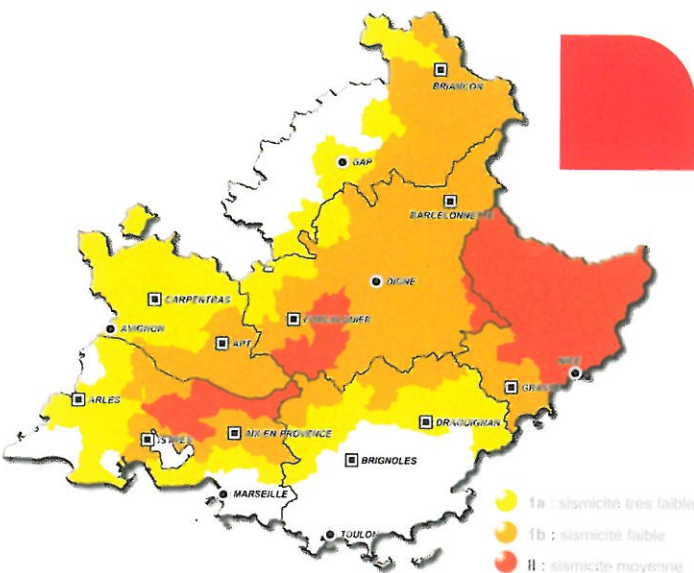 BRIANCON
GAP
BARCELONNETTE
DIGNE
CARPENTRAS
FORCALQUIER
AVIGNON
APT
NICE
GRASSE
ARLES
DRAGUIGNAN
ISTRES
AIX EN PROVENCE
BRIGNOLES
MARSEILLE
TOULON
1a : sismicité très faible
1b : sismicité faible
II : sismicité moyenne